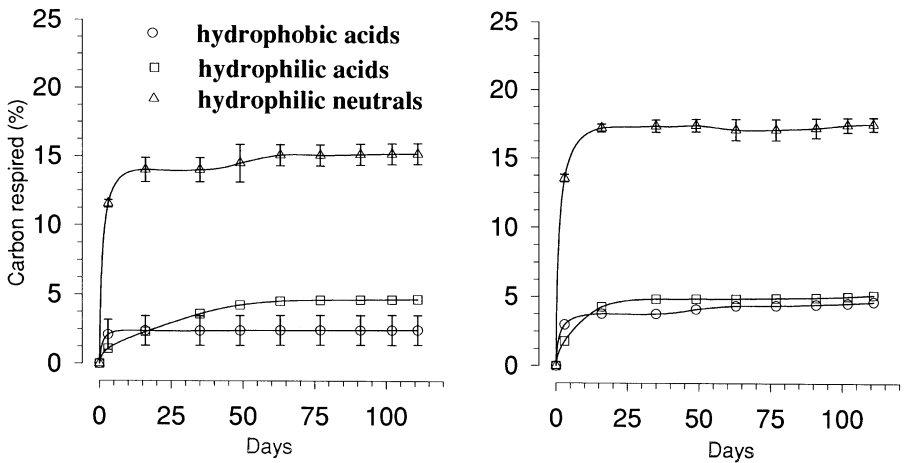 25
20
15
10
5
0
Carbon respired (%)
hydrophobic acids
hydrophilic acids
hydrophilic neutrals
0 25 50 75 100
Days
25
20
15
10
5
0
0 25 50 75 100
Days